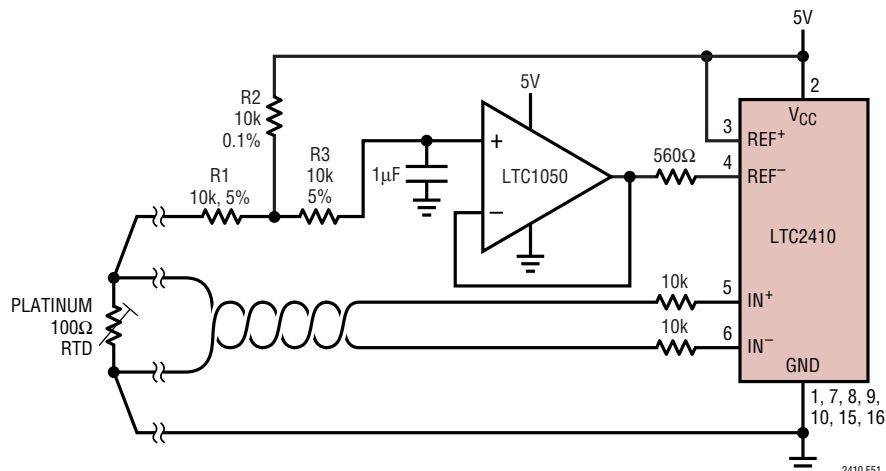 5V
R2
10k
0.1%
R1
10k, 5%
R3
10k
5%
1µF
5V
+
−
LTC1050
560Ω
2
VCC
3
REF+
4
REF−
LTC2410
PLATINUM
100Ω
RTD
10k
5
IN+
10k
6
IN−
GND
1, 7, 8, 9,
10, 15, 16
2410 F51